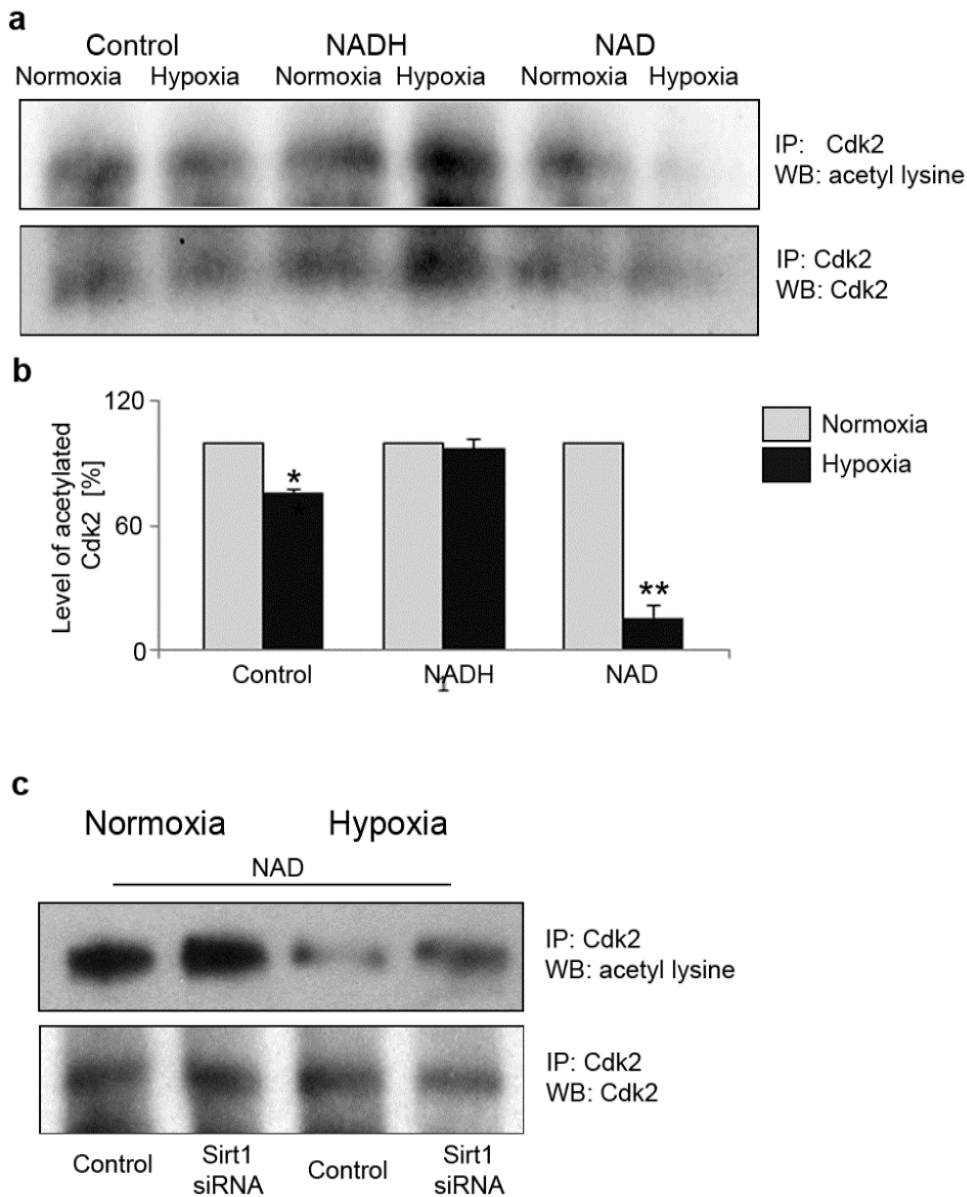 a
Control NADH NAD
Normoxia Hypoxia Normoxia Hypoxia Normoxia Hypoxia
IP: Cdk2
WB: acetyl lysine
IP: Cdk2
WB: Cdk2
b
120
60
0
Level of acetylated
Cdk2 [%]
Normoxia
Hypoxia
*
*
**
Control NADH NAD
c
Normoxia Hypoxia
NAD
IP: Cdk2
WB: acetyl lysine
IP: Cdk2
WB: Cdk2
Control Sirt1 siRNA Control Sirt1 siRNA